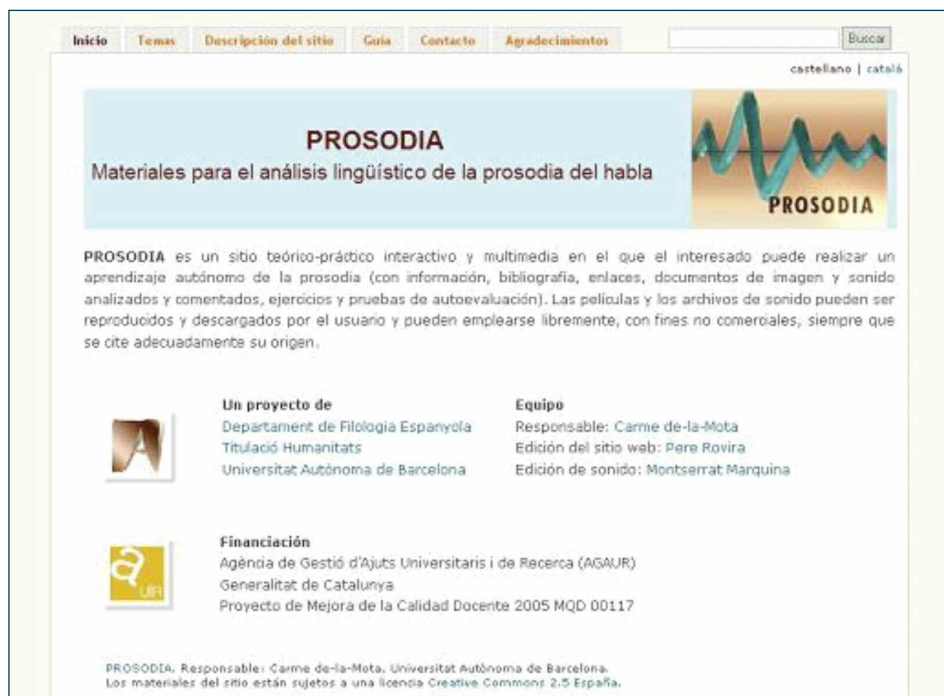 Inicio Temas Descripción del sitio Guía Contacto Agradecimientos Buscar
castellano | català
PROSODIA
Materiales para el análisis lingüístico de la prosodia del habla
PROSODIA
PROSODIA es un sitio teórico-práctico interactivo y multimedia en el que el interesado puede realizar un
aprendizaje autónomo de la prosodia (con información, bibliografía, enlaces, documentos de imagen y sonido
analizados y comentados, ejercicios y pruebas de autoevaluación). Las películas y los archivos de sonido pueden ser
reproducidos y descargados por el usuario y pueden emplearse libremente, con fines no comerciales, siempre que
se cite adecuadamente su origen.
Un proyecto de
Departament de Filologia Espanyola
Titulació Humanitats
Universitat Autònoma de Barcelona
Equipo
Responsable: Carme de-la-Mota
Edición del sitio web: Pere Rovira
Edición de sonido: Montserrat Marquina
Financiación
Agència de Gestió d'Ajuts Universitaris i de Recerca (AGAUR)
Generalitat de Catalunya
Proyecto de Mejora de la Calidad Docente 2005 MQD 00117
PROSODIA. Responsable: Carme de-la-Mota. Universitat Autònoma de Barcelona.
Los materiales del sitio están sujetos a una licencia Creative Commons 2.5 España.